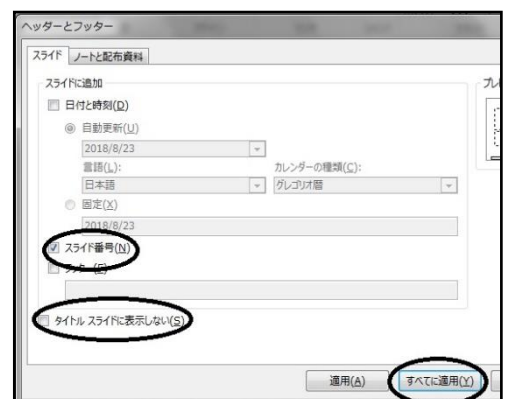 ヘッダーとフッター
スライド ノートと配布資料
スライドに追加
日付と時刻(D)
自動更新(U)
2018/8/23
言語(L): カレンダーの種類(C):
日本語 グレゴリオ暦
固定(X)
2018/8/23
スライド番号(N)
フッター(F)
タイトル スライドに表示しない(S)
適用(A) すべてに適用(Y)